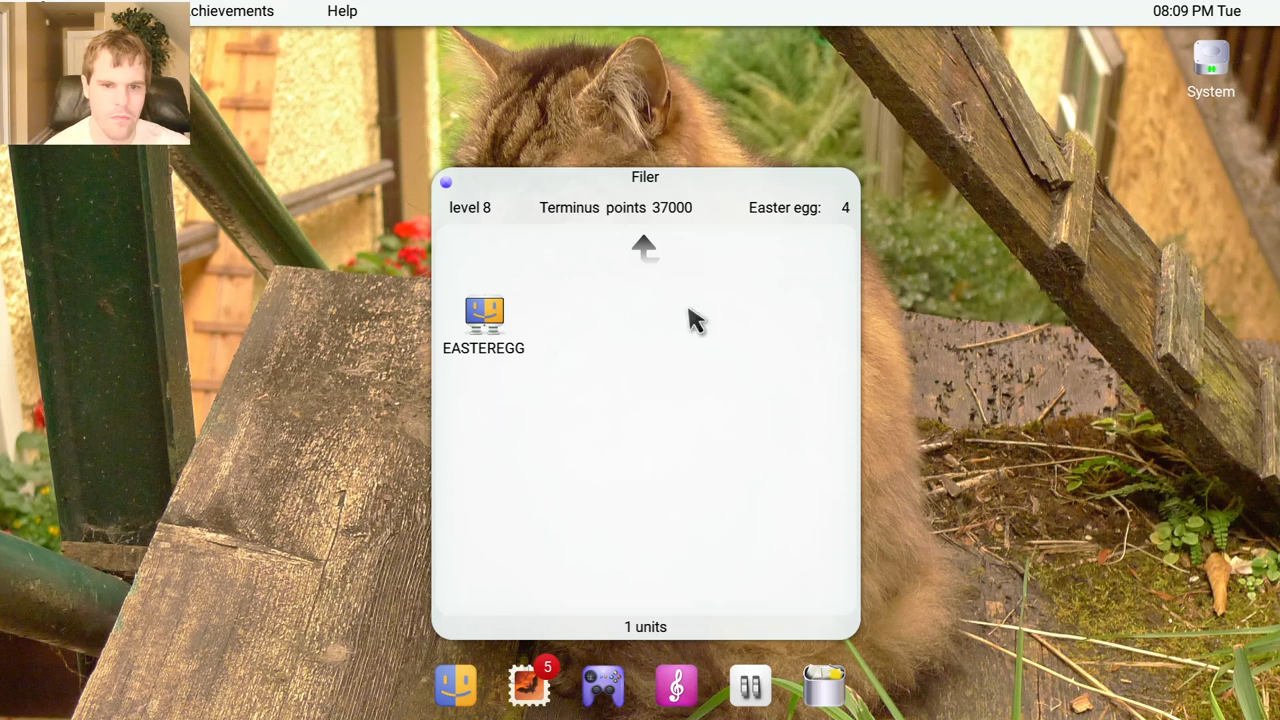 chievements Help 08:09 PM Tue
System
Filer
level 8 Terminus points 37000 Easter egg: 4
EASTEREGG
1 units
5